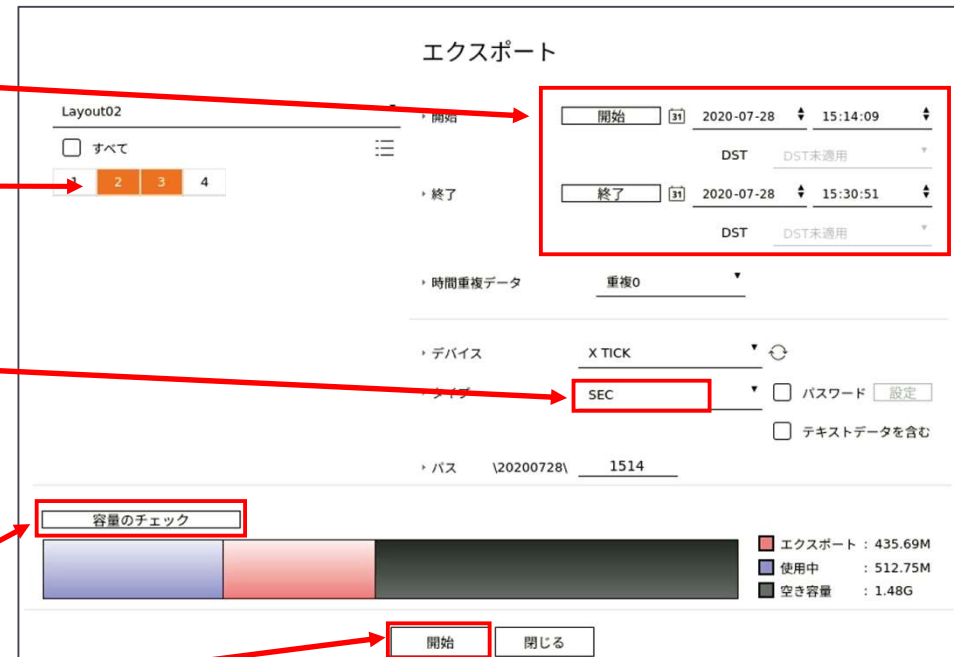 エクスポート
Layout02
すべて
1 2 3 4
開始 開始 31 2020-07-28 15:14:09
DST DST未適用
終了 終了 31 2020-07-28 15:30:51
DST DST未適用
時間重複データ 重複0
デバイス X TICK
タイプ SEC パスワード 設定
テキストデータを含む
パス \20200728\ 1514
容量のチェック
エクスポート : 435.69M
使用中 : 512.75M
空き容量 : 1.48G
開始 閉じる